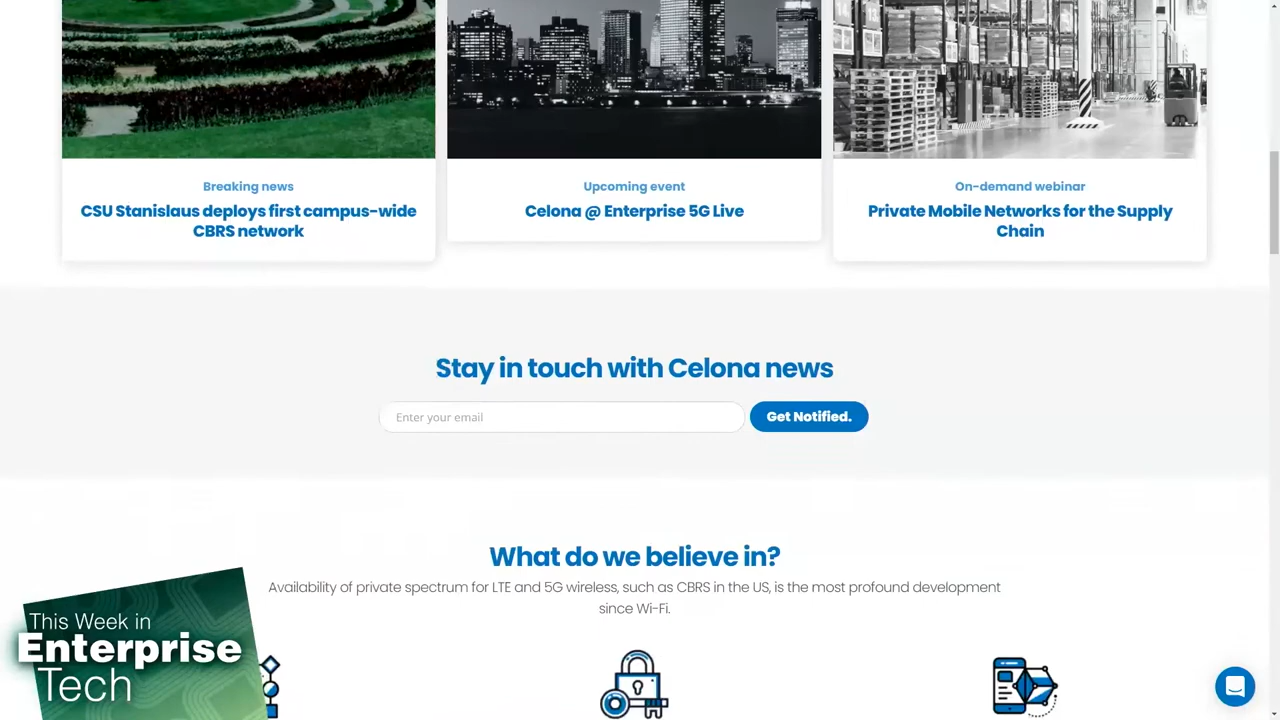 Breaking news
CSU Stanislaus deploys first campus-wide
CBRS network
Upcoming event
Celona @ Enterprise 5G Live
On-demand webinar
Private Mobile Networks for the Supply
Chain
Stay in touch with Celona news
Enter your email
Get Notified.
What do we believe in?
Availability of private spectrum for LTE and 5G wireless, such as CBRS in the US, is the most profound development
since Wi-Fi.
This Week in
Enterprise
Tech